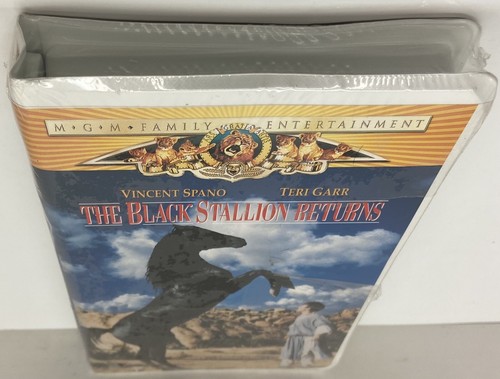 M•G•M•FAMILY ENTERTAINMENT
VINCENT SPANO TERI GARR
THE BLACK STALLION RETURNS